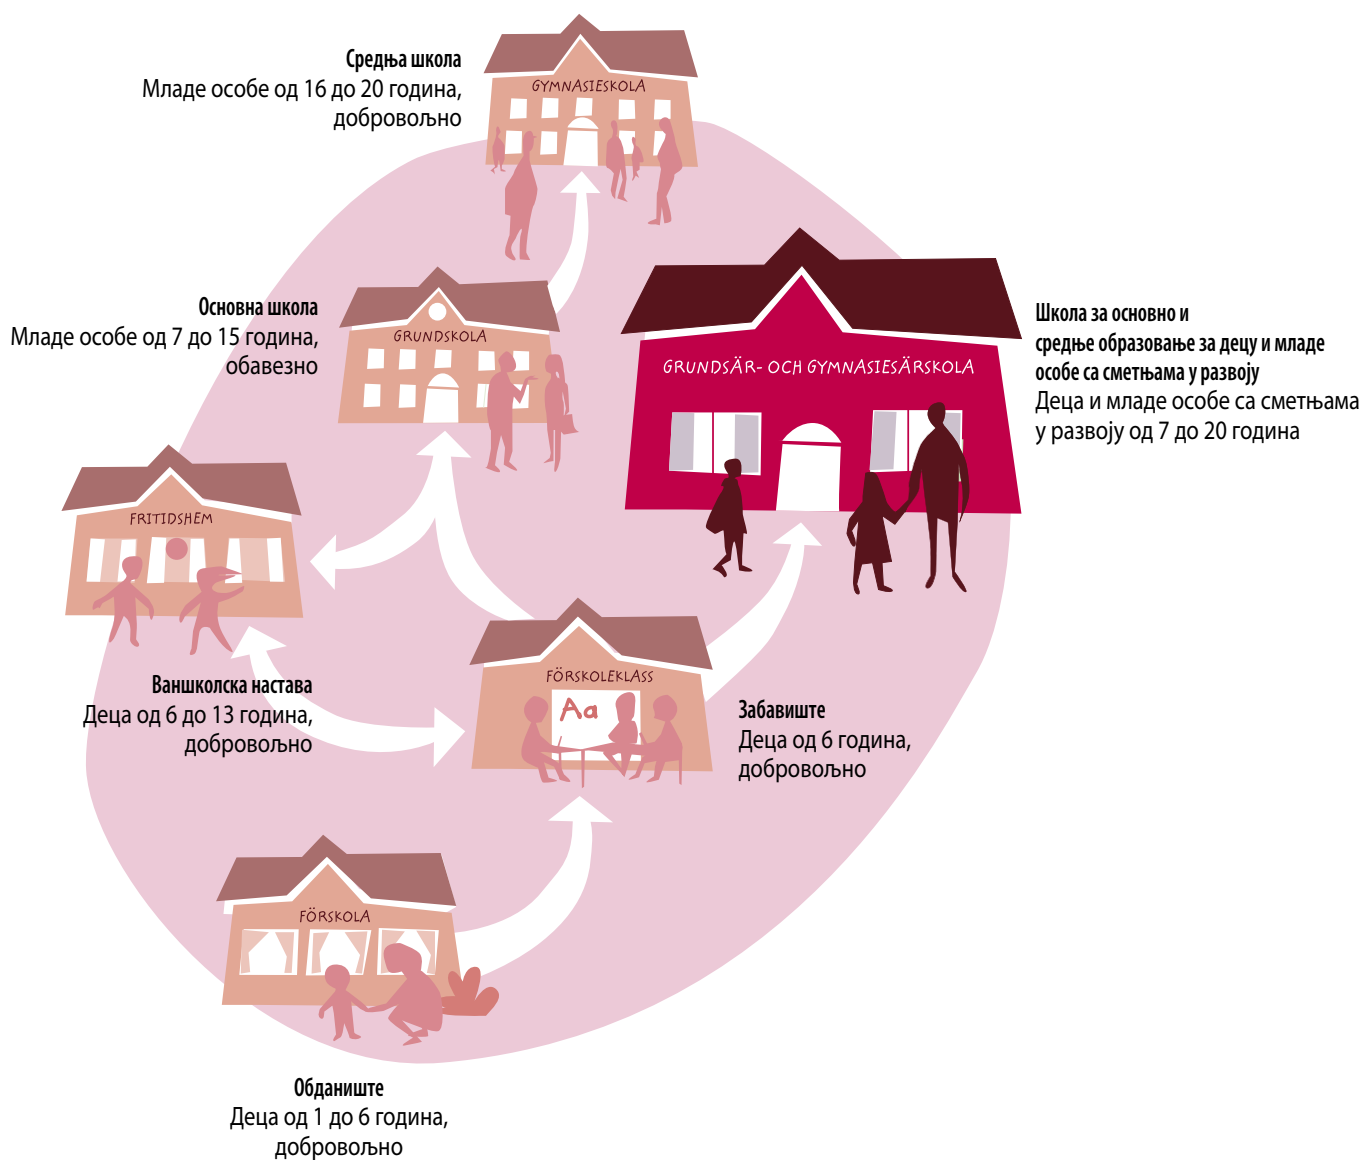 Средња школа
Младе особе од 16 до 20 година,
добровољно
GYMNASIESKOLA
Основна школа
Младе особе од 7 до 15 година,
обавезно
GRUNDSKOLA
GRUNDSÄR- OCH GYMNASIESÄRSKOLA
Школа за основно и
средње образовање за децу и младе
особе са сметњама у развоју
Деца и младе особе са сметњама
у развоју од 7 до 20 година
FRITIDSHEM
Ваншколска настава
Деца од 6 до 13 година,
добровољно
FÖRSKOLEKLASS
Aa
Забавиште
Деца од 6 година,
добровољно
FÖRSKOLA
Обданиште
Деца од 1 до 6 година,
добровољно